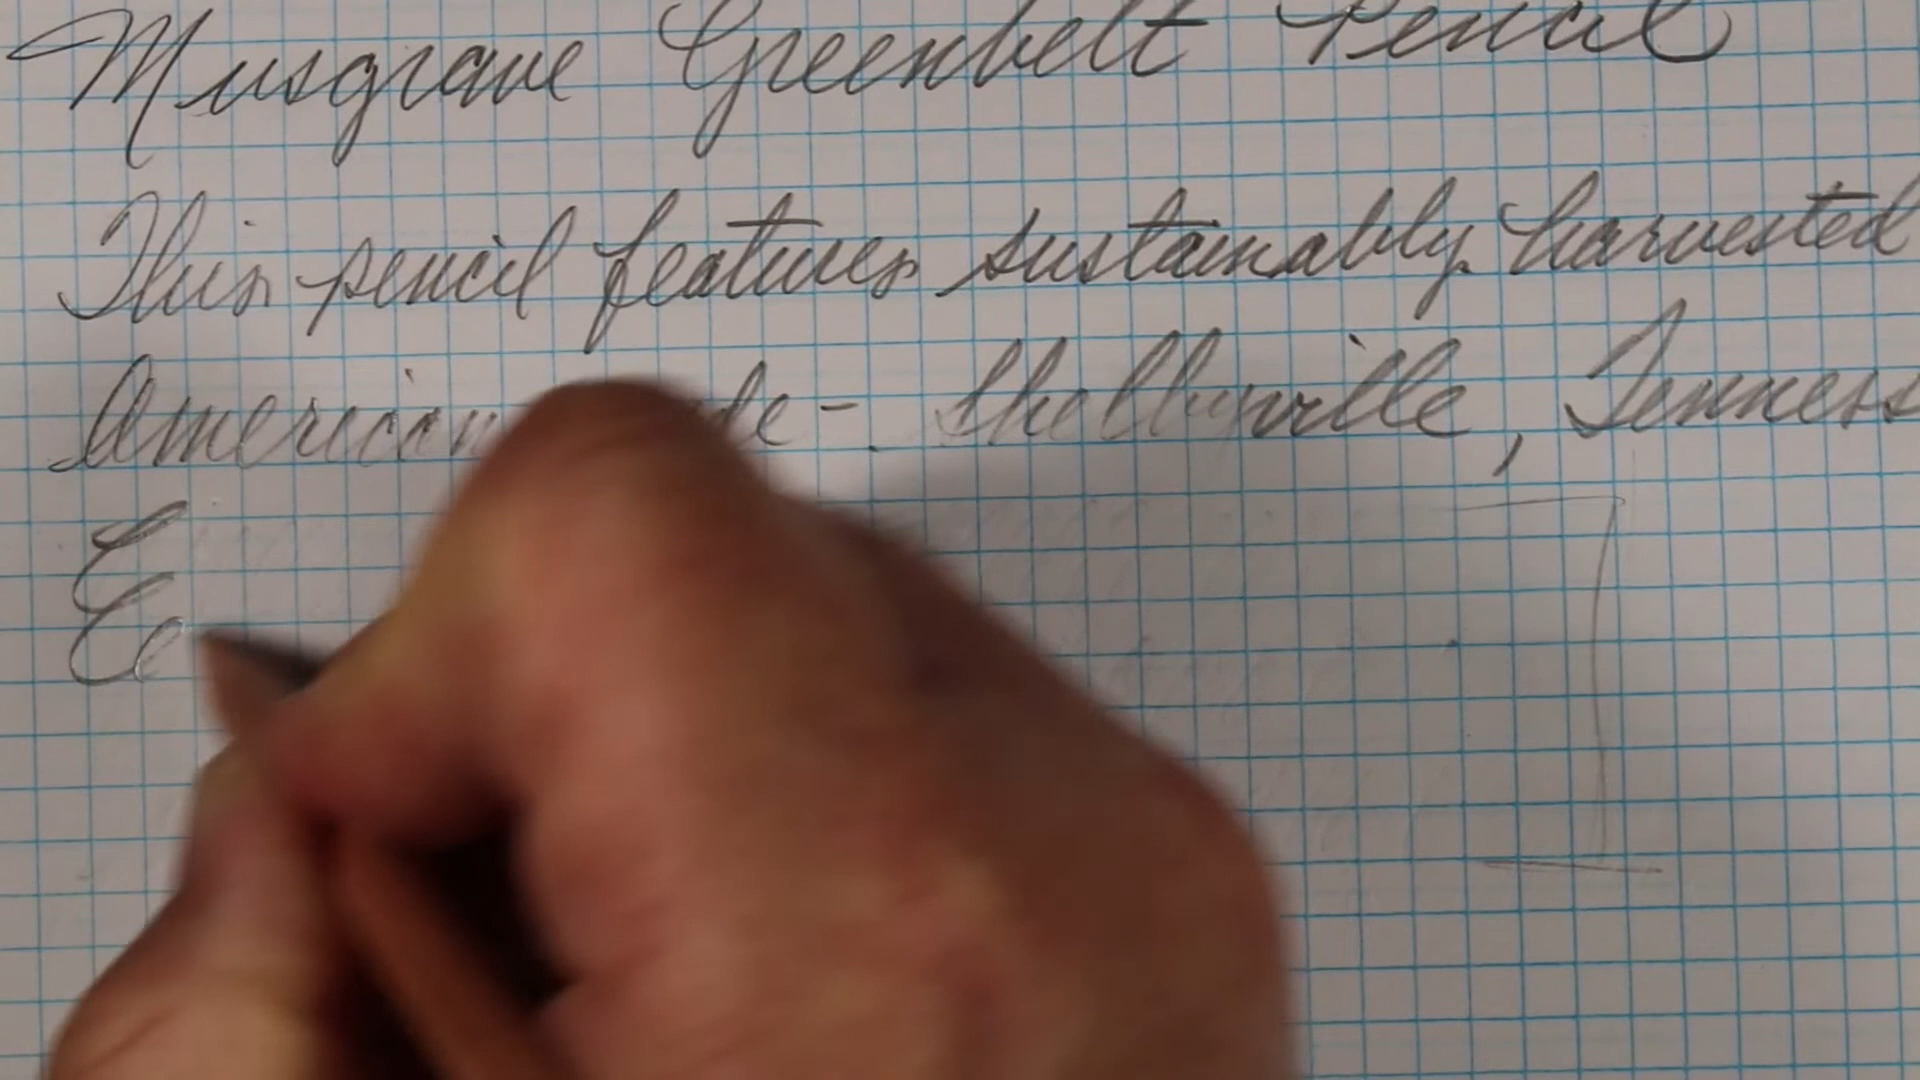 Musgrave Greenbelt Pencil
This pencil features sustainably harvested
American - Shelbyville, Tenness
E